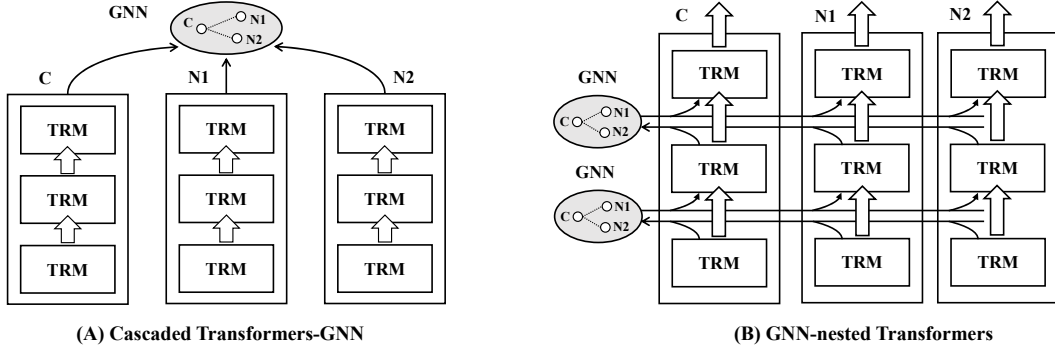 GNN
C
N1
N2
C
N1
N2
TRM
TRM
TRM
TRM
TRM
TRM
TRM
TRM
TRM
(A) Cascaded Transformers-GNN
C
N1
N2
TRM
TRM
TRM
GNN
C
N1
N2
TRM
TRM
TRM
GNN
C
N1
N2
TRM
TRM
TRM
(B) GNN-nested Transformers